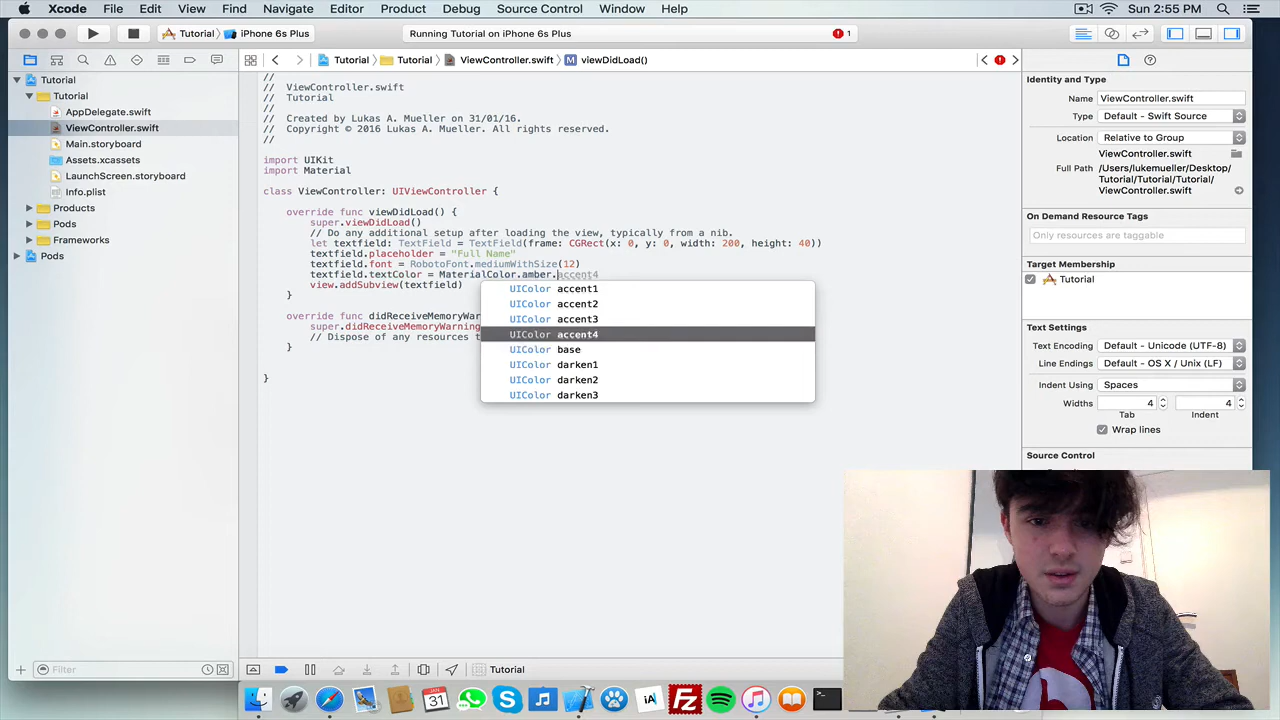 Xcode File Edit View Find Navigate Editor Product Debug Source Control Window Help Sun 2:55 PM
Tutorial iPhone 6s Plus Running Tutorial on iPhone 6s Plus 1
Tutorial Tutorial ViewController.swift M viewDidLoad()
Tutorial
Tutorial
AppDelegate.swift
ViewController.swift
Main.storyboard
Assets.xcassets
LaunchScreen.storyboard
Info.plist
Products
Pods
Frameworks
Pods
Filter
//
// ViewController.swift
// Tutorial
//
// Created by Lukas A. Mueller on 31/01/16.
// Copyright © 2016 Lukas A. Mueller. All rights reserved.
//
import UIKit
import Material
class ViewController: UIViewController {
override func viewDidLoad() {
super.viewDidLoad()
// Do any additional setup after loading the view, typically from a nib.
let textfield: TextField = TextField(frame: CGRect(x: 0, y: 0, width: 200, height: 40))
textfield.placeholder = "Full Name"
textfield.font = RobotoFont.mediumWithSize(12)
textfield.textColor = MaterialColor.amber.accent4
view.addSubview(textfield)
}
override func didReceiveMemoryWar
super.didReceiveMemoryWarning
// Dispose of any resources t
}
}
UIColor accent1
UIColor accent2
UIColor accent3
UIColor accent4
UIColor base
UIColor darken1
UIColor darken2
UIColor darken3
Tutorial
Identity and Type
Name ViewController.swift
Type Default - Swift Source
Location Relative to Group
ViewController.swift
Full Path /Users/lukemueller/Desktop/
Tutorial/Tutorial/Tutorial/
ViewController.swift
On Demand Resource Tags
Only resources are taggable
Target Membership
Tutorial
Text Settings
Text Encoding Default - Unicode (UTF-8)
Line Endings Default - OS X / Unix (LF)
Indent Using Spaces
Widths 4 4
Tab Indent
Wrap lines
Source Control
JAN
31
iA
FZ